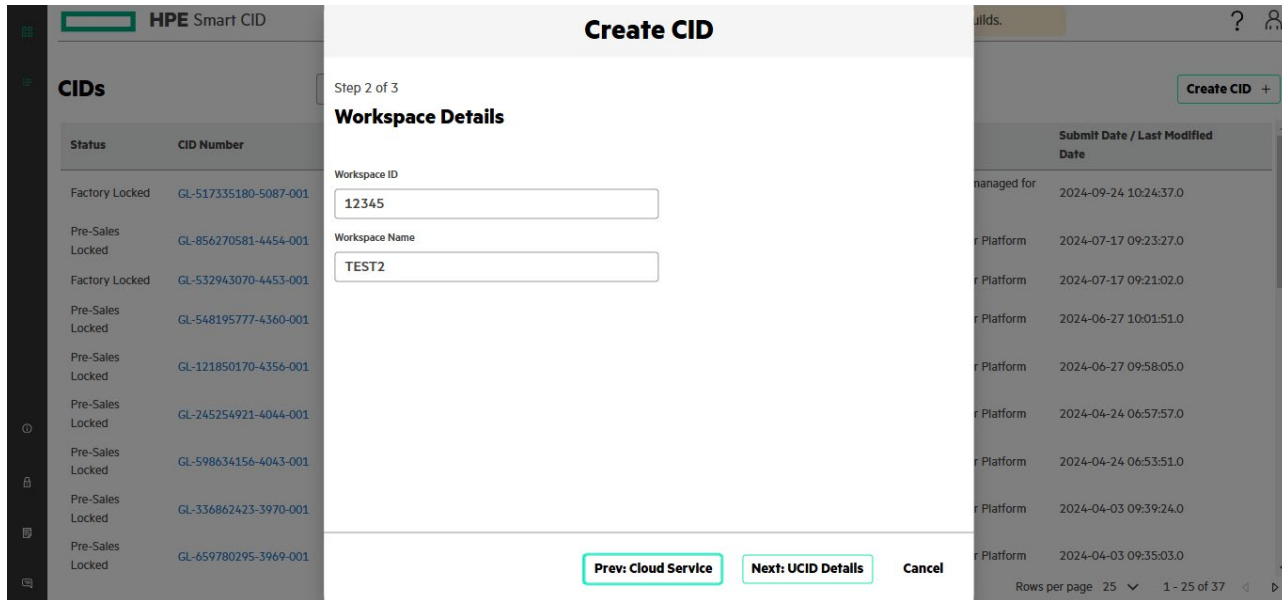 HPE Smart CID
Create CID
uilds.
?
CIDs
Create CID +
Step 2 of 3
Workspace Details
Workspace ID
12345
Workspace Name
TEST2
Status CID Number Submit Date / Last Modified
Date
Factory Locked GL-517335180-5087-001 managed for 2024-09-24 10:24:37.0
Pre-Sales
Locked GL-856270581-4454-001 r Platform 2024-07-17 09:23:27.0
Factory Locked GL-532943070-4453-001 r Platform 2024-07-17 09:21:02.0
Pre-Sales
Locked GL-548195777-4360-001 r Platform 2024-06-27 10:01:51.0
Pre-Sales
Locked GL-121850170-4356-001 r Platform 2024-06-27 09:58:05.0
Pre-Sales
Locked GL-245254921-4044-001 r Platform 2024-04-24 06:57:57.0
Pre-Sales
Locked GL-598634156-4043-001 r Platform 2024-04-24 06:53:51.0
Pre-Sales
Locked GL-336862423-3970-001 r Platform 2024-04-03 09:39:24.0
Pre-Sales
Locked GL-659780295-3969-001 r Platform 2024-04-03 09:35:03.0
Prev: Cloud Service Next: UCID Details Cancel
Rows per page 25 1 - 25 of 37